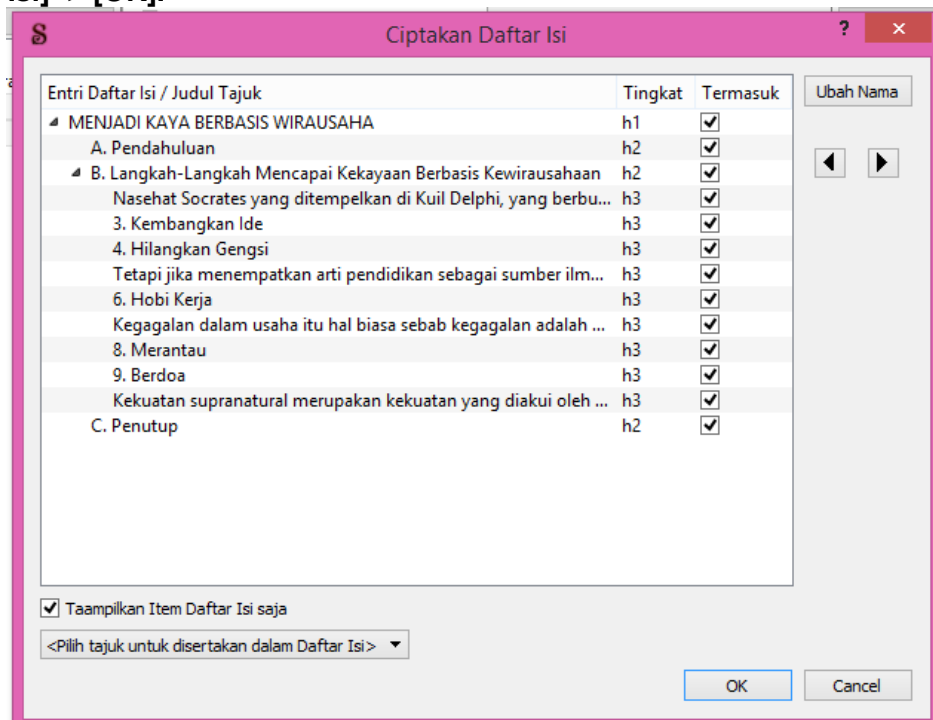 isi] → [OK].
Ciptakan Daftar Isi
Entri Daftar Isi / Judul Tajuk Tingkat Termasuk
Ubah Nama
MENJADI KAYA BERBASIS WIRAUSAHA h1
A. Pendahuluan h2
B. Langkah-Langkah Mencapai Kekayaan Berbasis Kewirausahaan h2
Nasehat Socrates yang ditempelkan di Kuil Delphi, yang berbu... h3
3. Kembangkan Ide h3
4. Hilangkan Gengsi h3
Tetapi jika menempatkan arti pendidikan sebagai sumber ilm... h3
6. Hobi Kerja h3
Kegagalan dalam usaha itu hal biasa sebab kegagalan adalah ... h3
8. Merantau h3
9. Berdoa h3
Kekuatan supranatural merupakan kekuatan yang diakui oleh ... h3
C. Penutup h2
Taampilkan Item Daftar Isi saja
<Pilih tajuk untuk disertakan dalam Daftar Isi>
OK Cancel